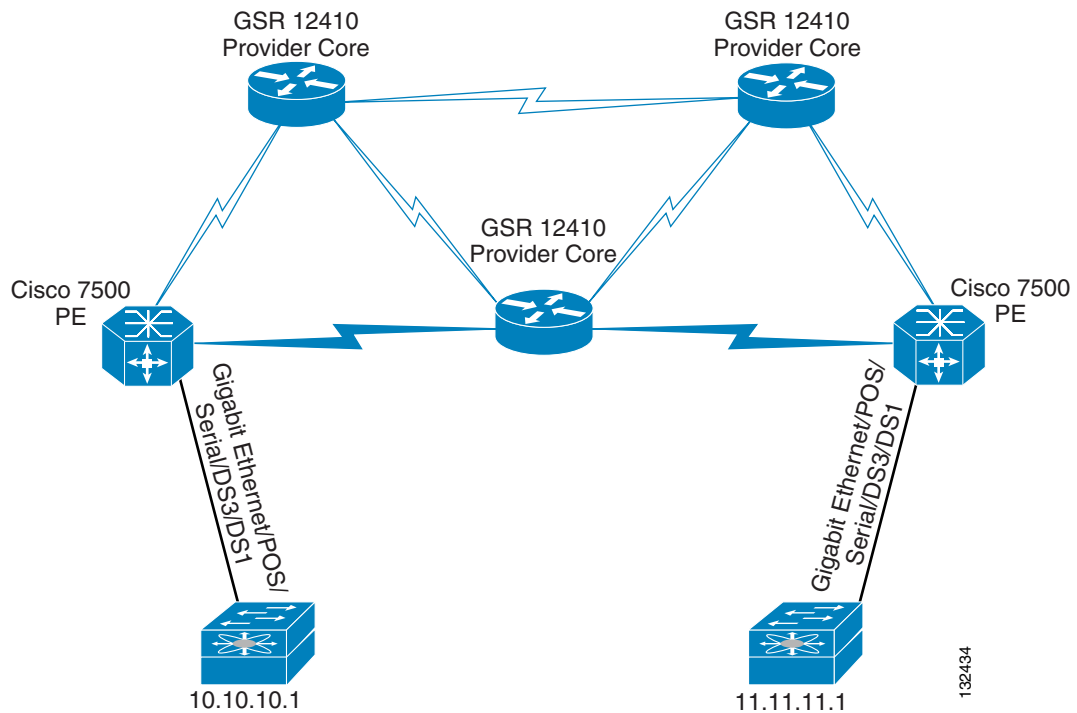 GSR 12410
Provider Core
GSR 12410
Provider Core
GSR 12410
Provider Core
Cisco 7500
PE
Cisco 7500
PE
Gigabit Ethernet/POS/
Serial/DS3/DS1
Gigabit Ethernet/POS/
Serial/DS3/DS1
10.10.10.1
11.11.11.1
132434